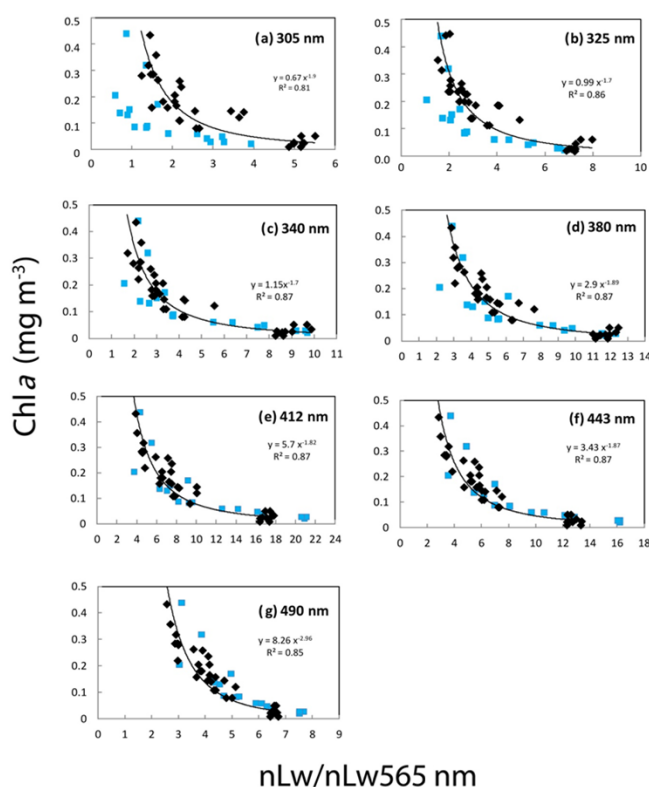 Chl a (mg m⁻³)
(a) 305 nm
y = 0.67 x⁻¹·⁹
R² = 0.81
0.5
0.4
0.3
0.2
0.1
0
0 1 2 3 4 5 6
(b) 325 nm
y = 0.99 x⁻¹·⁷
R² = 0.86
0.5
0.4
0.3
0.2
0.1
0.0
0 2 4 6 8 10
(c) 340 nm
y = 1.15x⁻¹·⁷
R² = 0.87
0.5
0.4
0.3
0.2
0.1
0
0 1 2 3 4 5 6 7 8 9 10 11
(d) 380 nm
y = 2.9 x⁻¹·⁸⁹
R² = 0.87
0.5
0.4
0.3
0.2
0.1
0
0 1 2 3 4 5 6 7 8 9 10 11 12 13 14
(e) 412 nm
y = 5.7 x⁻¹·⁸²
R² = 0.87
0.5
0.4
0.3
0.2
0.1
0
0 2 4 6 8 10 12 14 16 18 20 22 24
(f) 443 nm
y = 3.43 x⁻¹·⁸⁷
R² = 0.87
0.5
0.4
0.3
0.2
0.1
0
0 2 4 6 8 10 12 14 16 18
(g) 490 nm
y = 8.26 x⁻²·⁹⁶
R² = 0.85
0.5
0.4
0.3
0.2
0.1
0
0 1 2 3 4 5 6 7 8 9
nLw/nLw565 nm